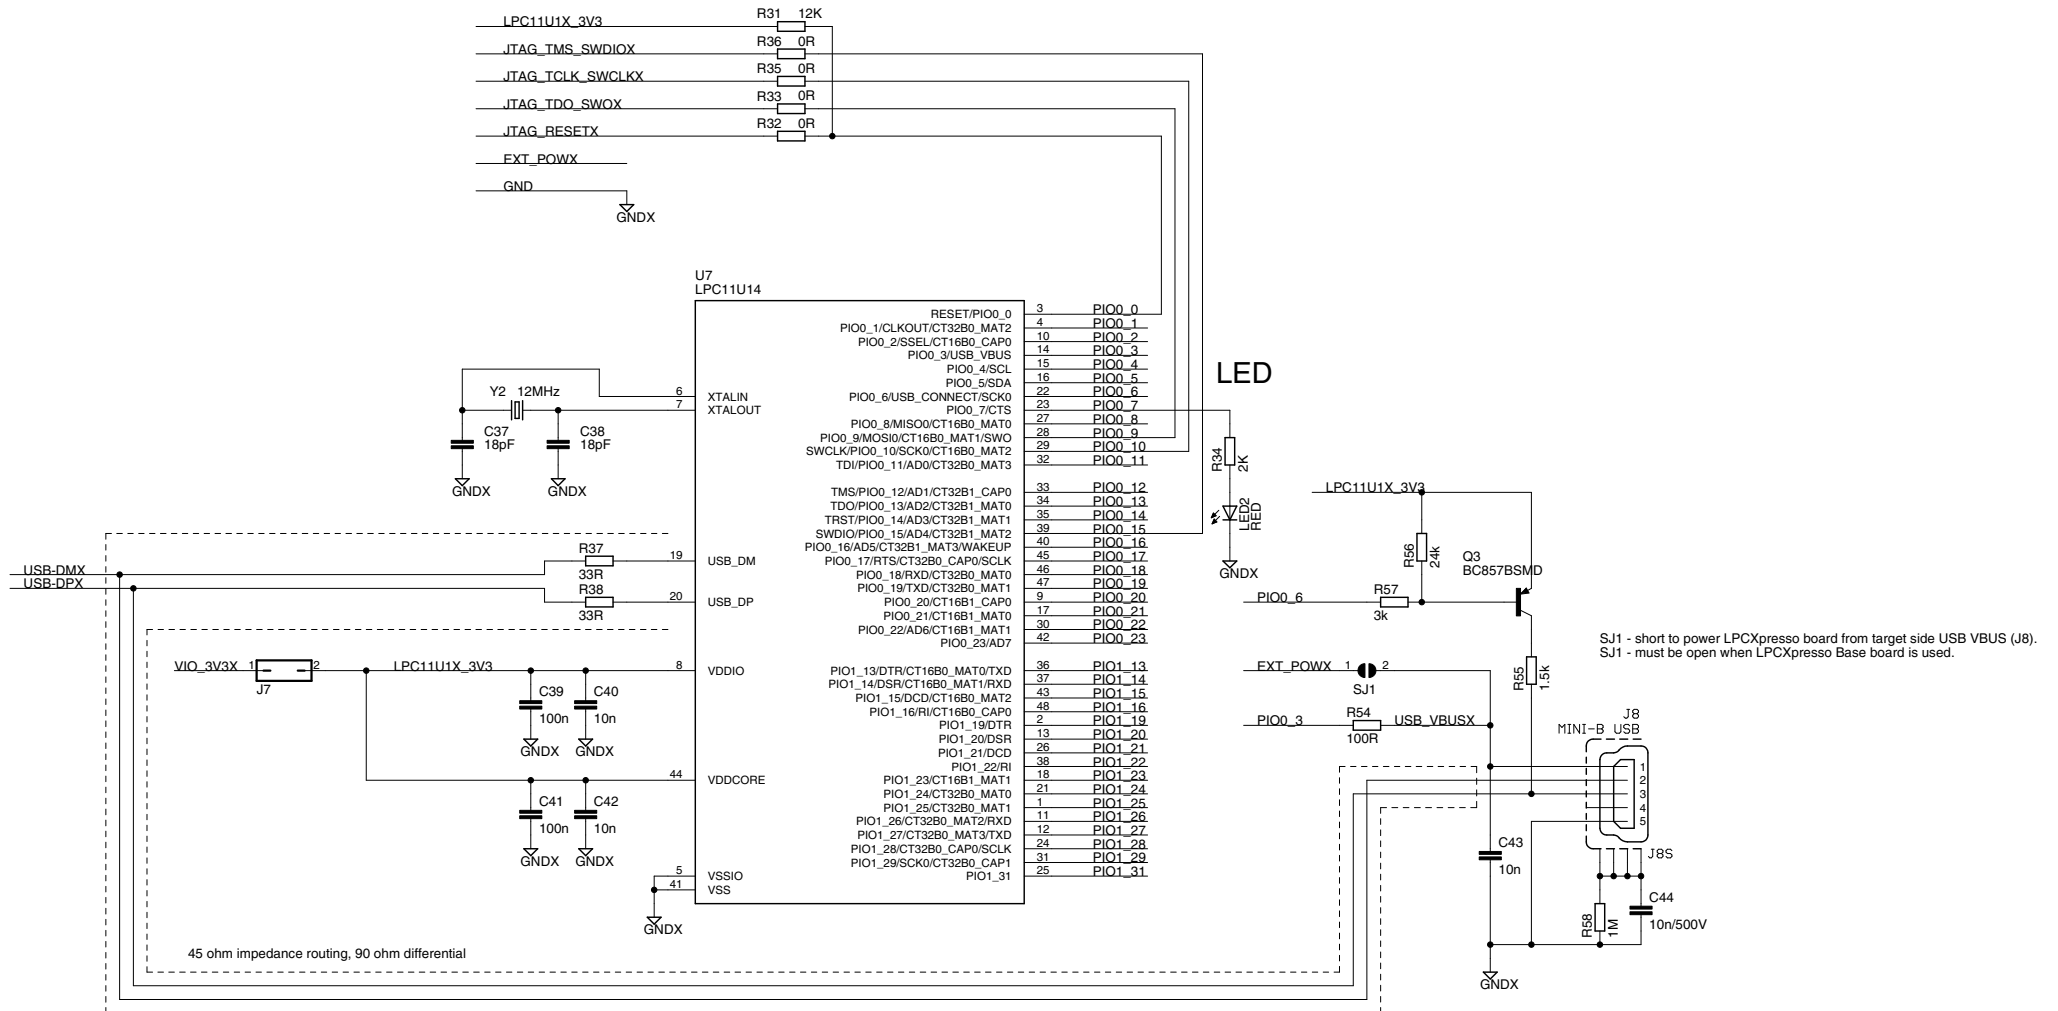 LPC11U1X_3V3 R31 12K
JTAG_TMS_SWDIOX R36 0R
JTAG_TCLK_SWCLKX R35 0R
JTAG_TDO_SWOX R33 0R
JTAG_RESETX R32 0R
EXT_POWX
GND
GNDX
U7
LPC11U14
RESET/PIO0_0 3 PIO0_0
PIO0_1/CLKOUT/CT32B0_MAT2 4 PIO0_1
PIO0_2/SSEL/CT16B0_CAP0 10 PIO0_2
PIO0_3/USB_VBUS 14 PIO0_3
PIO0_4/SCL 15 PIO0_4
PIO0_5/SDA 16 PIO0_5
PIO0_6/USB_CONNECT/SCK0 22 PIO0_6
PIO0_7/CTS 23 PIO0_7
PIO0_8/MISO0/CT16B0_MAT0 27 PIO0_8
PIO0_9/MOSI0/CT16B0_MAT1/SWO 28 PIO0_9
SWCLK/PIO0_10/SCK0/CT16B0_MAT2 29 PIO0_10
TDI/PIO0_11/AD0/CT32B0_MAT3 32 PIO0_11
TMS/PIO0_12/AD1/CT32B1_CAP0 33 PIO0_12
TDO/PIO0_13/AD2/CT32B1_MAT0 34 PIO0_13
TRST/PIO0_14/AD3/CT32B1_MAT1 35 PIO0_14
SWDIO/PIO0_15/AD4/CT32B1_MAT2 39 PIO0_15
PIO0_16/AD5/CT32B1_MAT3/WAKEUP 40 PIO0_16
PIO0_17/RTS/CT32B0_CAP0/SCLK 45 PIO0_17
PIO0_18/RXD/CT32B0_MAT0 46 PIO0_18
PIO0_19/TXD/CT32B0_MAT1 47 PIO0_19
PIO0_20/CT16B1_CAP0 9 PIO0_20
PIO0_21/CT16B1_MAT0 17 PIO0_21
PIO0_22/AD6/CT16B1_MAT1 30 PIO0_22
PIO0_23/AD7 42 PIO0_23
PIO1_13/DTR/CT16B0_MAT0/TXD 36 PIO1_13
PIO1_14/DSR/CT16B0_MAT1/RXD 37 PIO1_14
PIO1_15/DCD/CT16B0_MAT2 43 PIO1_15
PIO1_16/RI/CT16B0_CAP0 48 PIO1_16
PIO1_19/DTR 2 PIO1_19
PIO1_20/DSR 13 PIO1_20
PIO1_21/DCD 26 PIO1_21
PIO1_22/RI 38 PIO1_22
PIO1_23/CT16B1_MAT1 18 PIO1_23
PIO1_24/CT32B0_MAT0 21 PIO1_24
PIO1_25/CT32B0_MAT1 1 PIO1_25
PIO1_26/CT32B0_MAT2/RXD 11 PIO1_26
PIO1_27/CT32B0_MAT3/TXD 12 PIO1_27
PIO1_28/CT32B0_CAP0/SCLK 24 PIO1_28
PIO1_29/SCK0/CT32B0_CAP1 31 PIO1_29
PIO1_31 25 PIO1_31
Y2 12MHz
6 XTALIN
7 XTALOUT
C37
18pF
C38
18pF
GNDX
GNDX
USB-DMX
USB-DPX
R37
33R
19 USB_DM
R38
33R
20 USB_DP
VIO_3V3X 1 2 LPC11U1X_3V3 8 VDDIO
J7
C39
100n
C40
10n
GNDX
GNDX
44 VDDCORE
C41
100n
C42
10n
GNDX
GNDX
5 VSSIO
41 VSS
GNDX
45 ohm impedance routing, 90 ohm differential
LED
R34
2K
LED2
RED
GNDX
LPC11U1X_3V3
R56
24k
Q3
BC857BSMD
PIO0_6 R57
3k
EXT_POWX 1 2
SJ1
R55
1.5k
PIO0_3 R54 USB_VBUSX
100R
SJ1 - short to power LPCXpresso board from target side USB VBUS (J8).
SJ1 - must be open when LPCXpresso Base board is used.
J8
MINI-B USB
1
2
3
4
5
J8S
C43
10n
R58
1M
C44
10n/500V
GNDX